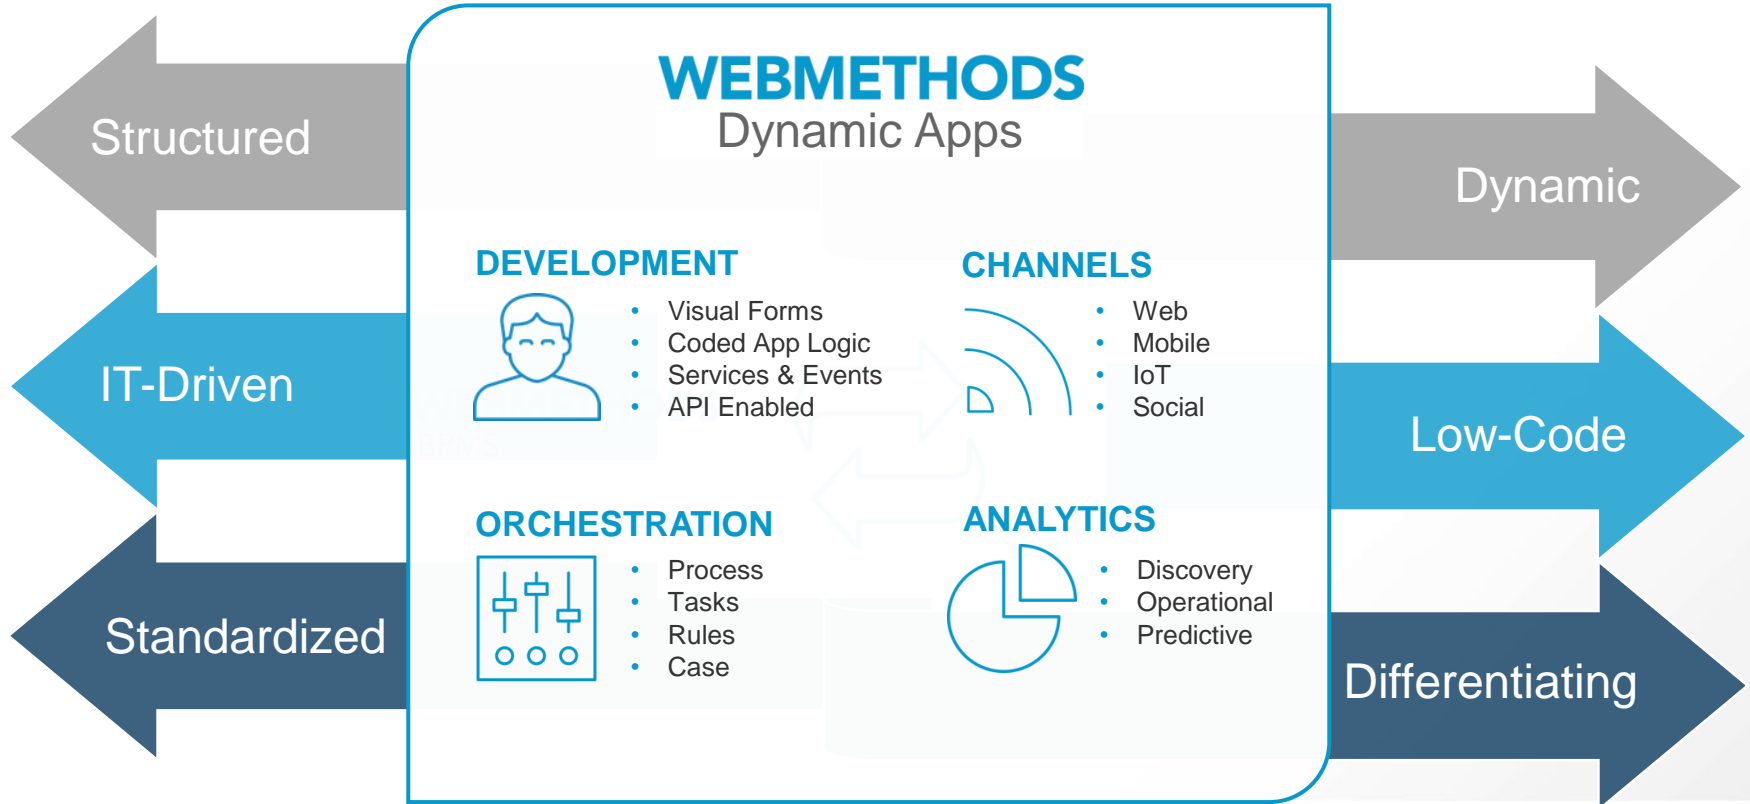 WEBMETHODS
Dynamic Apps
Structured
IT-Driven
Standardized
DEVELOPMENT
• Visual Forms
• Coded App Logic
• Services & Events
• API Enabled
CHANNELS
• Web
• Mobile
• IoT
• Social
ORCHESTRATION
• Process
• Tasks
• Rules
• Case
ANALYTICS
• Discovery
• Operational
• Predictive
Dynamic
Low-Code
Differentiating